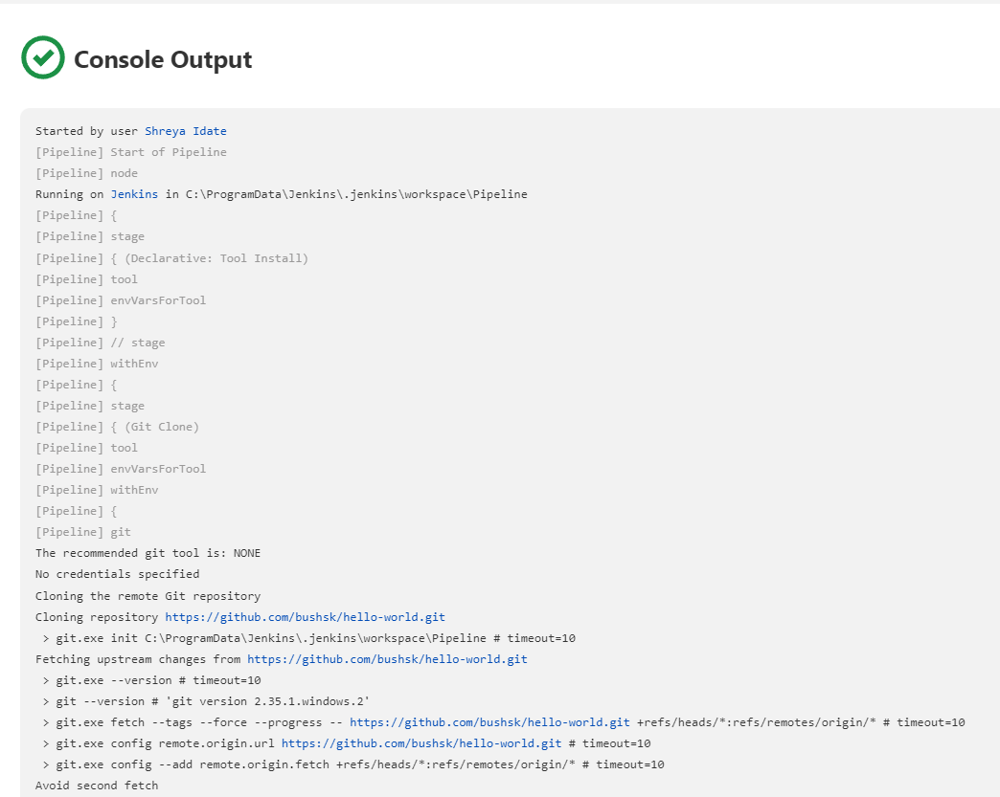 Console Output
Started by user Shreya Idate
[Pipeline] Start of Pipeline
[Pipeline] node
Running on Jenkins in C:\ProgramData\Jenkins\.jenkins\workspace\Pipeline
[Pipeline] {
[Pipeline] stage
[Pipeline] { (Declarative: Tool Install)
[Pipeline] tool
[Pipeline] envVarsForTool
[Pipeline] }
[Pipeline] // stage
[Pipeline] withEnv
[Pipeline] {
[Pipeline] stage
[Pipeline] { (Git Clone)
[Pipeline] tool
[Pipeline] envVarsForTool
[Pipeline] withEnv
[Pipeline] {
[Pipeline] git
The recommended git tool is: NONE
No credentials specified
Cloning the remote Git repository
Cloning repository https://github.com/bushsk/hello-world.git
 > git.exe init C:\ProgramData\Jenkins\.jenkins\workspace\Pipeline # timeout=10
Fetching upstream changes from https://github.com/bushsk/hello-world.git
 > git.exe --version # timeout=10
 > git --version # 'git version 2.35.1.windows.2'
 > git.exe fetch --tags --force --progress -- https://github.com/bushsk/hello-world.git +refs/heads/*:refs/remotes/origin/* # timeout=10
 > git.exe config remote.origin.url https://github.com/bushsk/hello-world.git # timeout=10
 > git.exe config --add remote.origin.fetch +refs/heads/*:refs/remotes/origin/* # timeout=10
Avoid second fetch